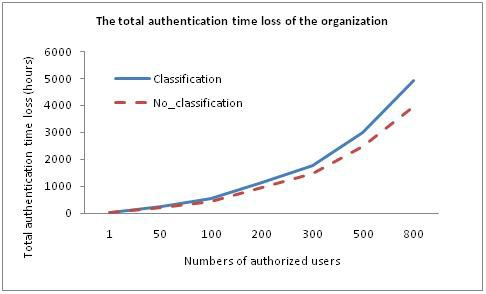 The total authentication time loss of the organization
Total authentication time loss (hours)
6000
5000
4000
3000
2000
1000
0
Classification
No_classification
1 50 100 200 300 500 800
Numbers of authorized users